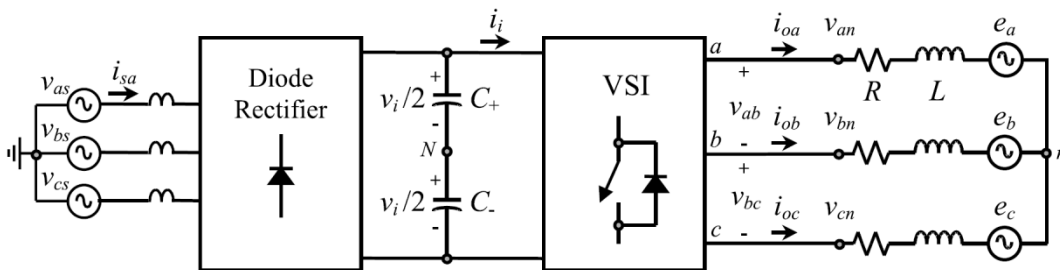 i_i
a
i_oa
v_an
e_a
v_as
i_sa
Diode
Rectifier
+
v_i/2
C_+
-
VSI
+
R
L
v_bs
N
v_ab
b
-
i_ob
v_bn
e_b
+
v_cs
+
v_i/2
C_-
-
v_bc
c
-
i_oc
v_cn
e_c